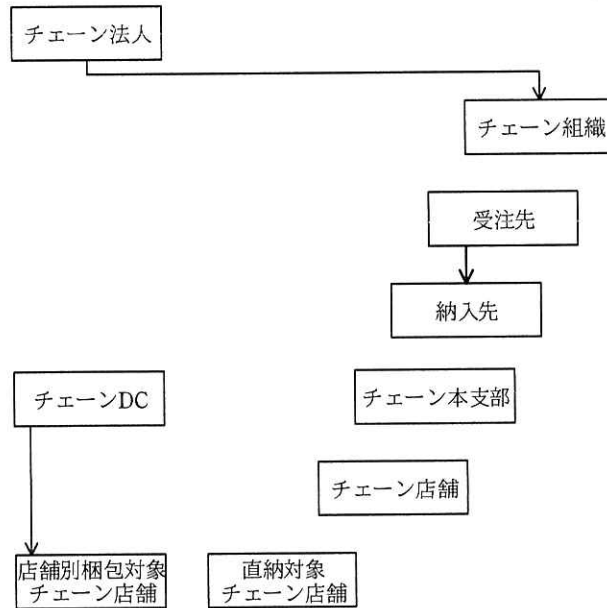 チェーン法人
チェーン組織
受注先
納入先
チェーンDC
チェーン本支部
チェーン店舗
店舗別梱包対象
チェーン店舗
直納対象
チェーン店舗